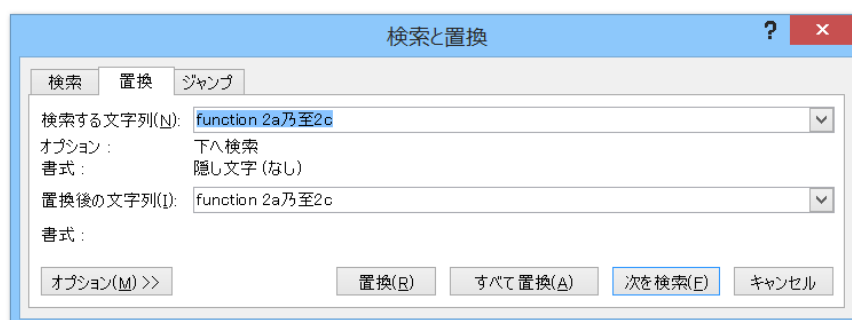 検索と置換
? ×
検索 置換 ジャンプ
検索する文字列(N): function 2a乃至2c
オプション： 下へ検索
書式： 隠し文字 (なし)
置換後の文字列(I): function 2a乃至2c
書式：
オプション(M) >> 置換(R) すべて置換(A) 次を検索(F) キャンセル